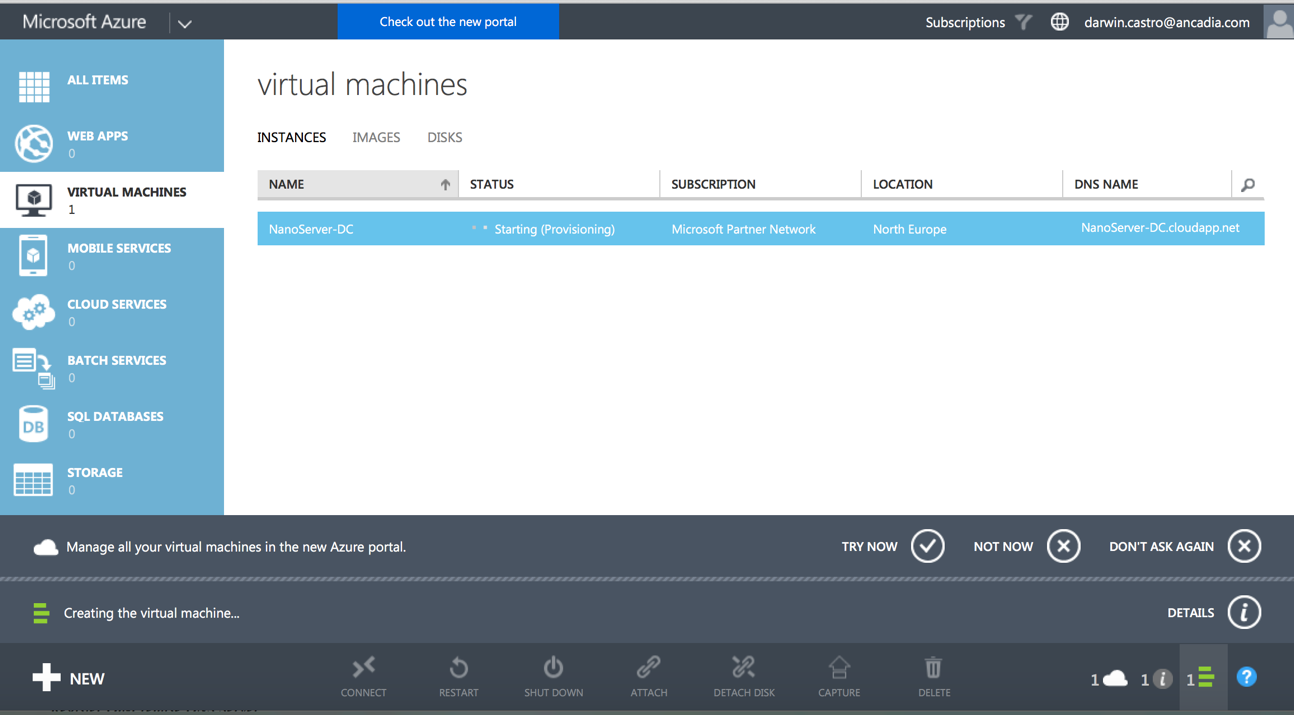 Microsoft Azure
Check out the new portal
Subscriptions
darwin.castro@ancadia.com
ALL ITEMS
WEB APPS
0
VIRTUAL MACHINES
1
MOBILE SERVICES
0
CLOUD SERVICES
0
BATCH SERVICES
0
DB
SQL DATABASES
0
STORAGE
0
virtual machines
INSTANCES IMAGES DISKS
NAME STATUS SUBSCRIPTION LOCATION DNS NAME
NanoServer-DC Starting (Provisioning) Microsoft Partner Network North Europe NanoServer-DC.cloudapp.net
Manage all your virtual machines in the new Azure portal. TRY NOW NOT NOW DON'T ASK AGAIN
Creating the virtual machine... DETAILS i
NEW
CONNECT RESTART SHUT DOWN ATTACH DETACH DISK CAPTURE DELETE
1 1 i 1 ?